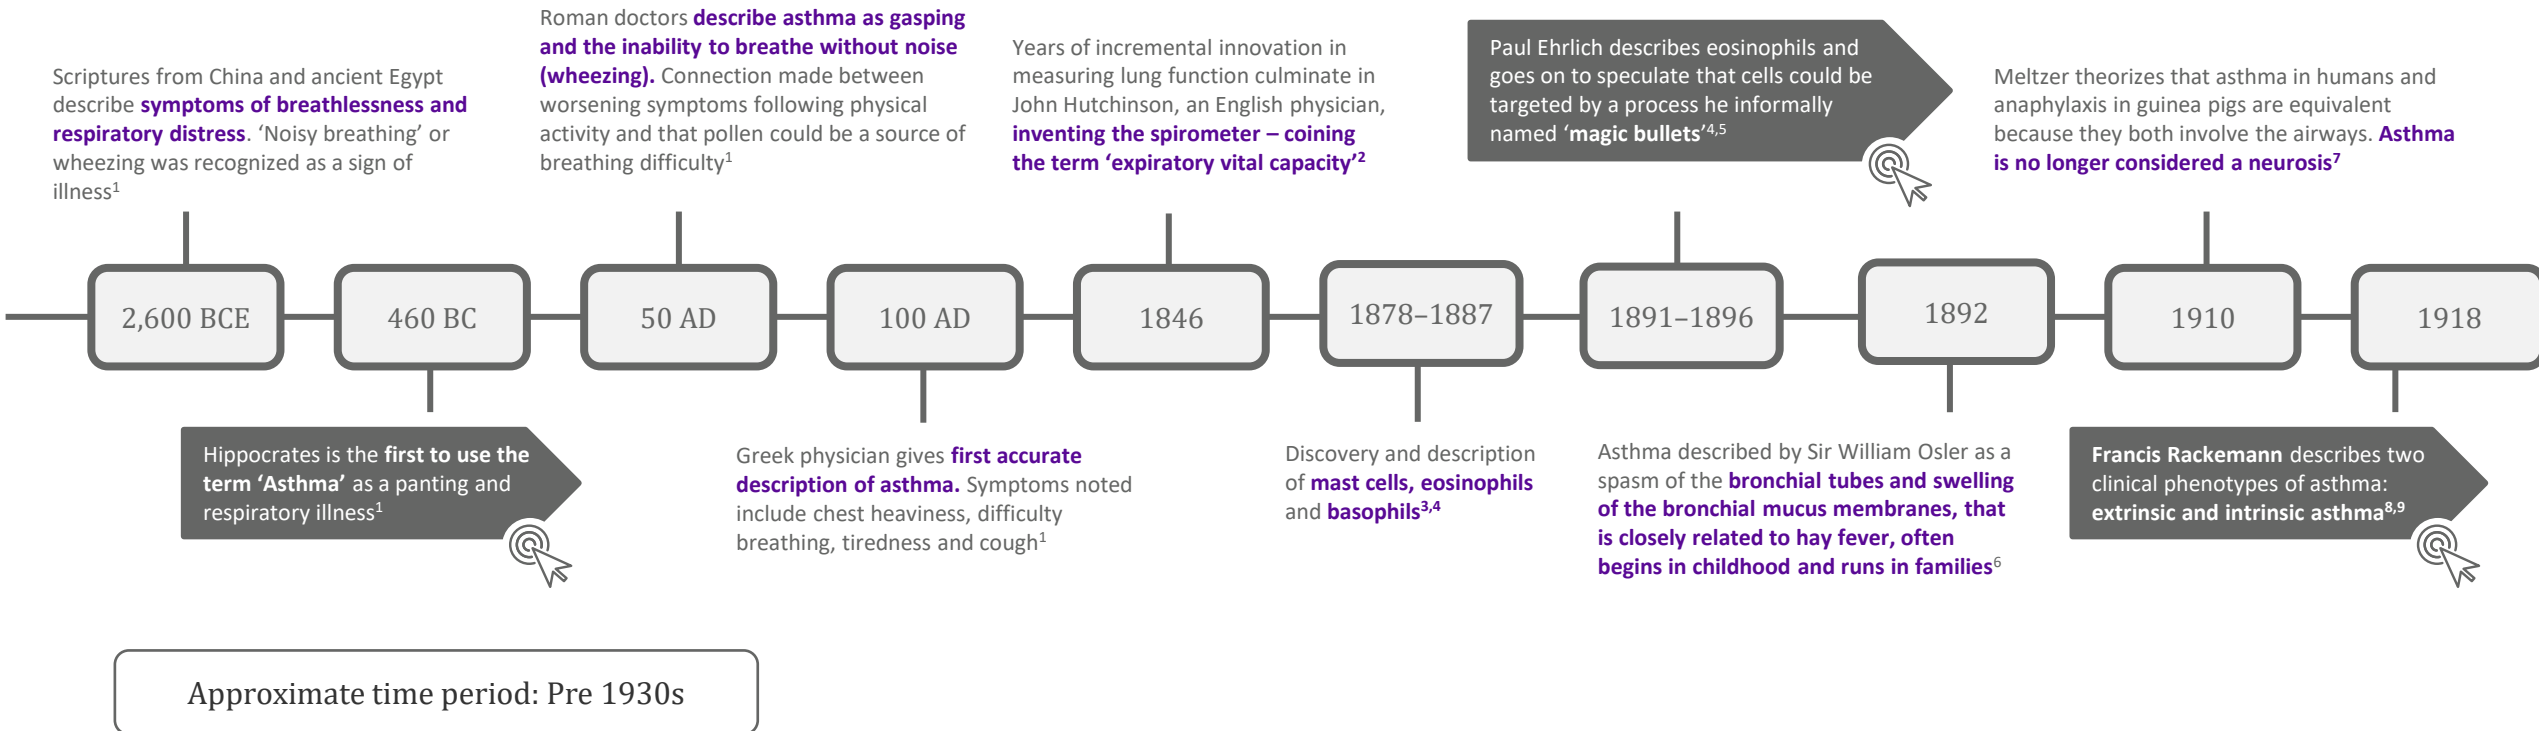 Scriptures from China and ancient Egypt
describe symptoms of breathlessness and
respiratory distress. ‘Noisy breathing’ or
wheezing was recognized as a sign of
illness1
Roman doctors describe asthma as gasping
and the inability to breathe without noise
(wheezing). Connection made between
worsening symptoms following physical
activity and that pollen could be a source of
breathing difficulty1
Years of incremental innovation in
measuring lung function culminate in
John Hutchinson, an English physician,
inventing the spirometer – coining
the term ‘expiratory vital capacity’2
Paul Ehrlich describes eosinophils and
goes on to speculate that cells could be
targeted by a process he informally
named ‘magic bullets’4,5
Meltzer theorizes that asthma in humans and
anaphylaxis in guinea pigs are equivalent
because they both involve the airways. Asthma
is no longer considered a neurosis7
2,600 BCE
460 BC
50 AD
100 AD
1846
1878–1887
1891–1896
1892
1910
1918
Hippocrates is the first to use the
term ‘Asthma’ as a panting and
respiratory illness1
Greek physician gives first accurate
description of asthma. Symptoms noted
include chest heaviness, difficulty
breathing, tiredness and cough1
Discovery and description
of mast cells, eosinophils
and basophils3,4
Asthma described by Sir William Osler as a
spasm of the bronchial tubes and swelling
of the bronchial mucus membranes, that
is closely related to hay fever, often
begins in childhood and runs in families6
Francis Rackemann describes two
clinical phenotypes of asthma:
extrinsic and intrinsic asthma8,9
Approximate time period: Pre 1930s